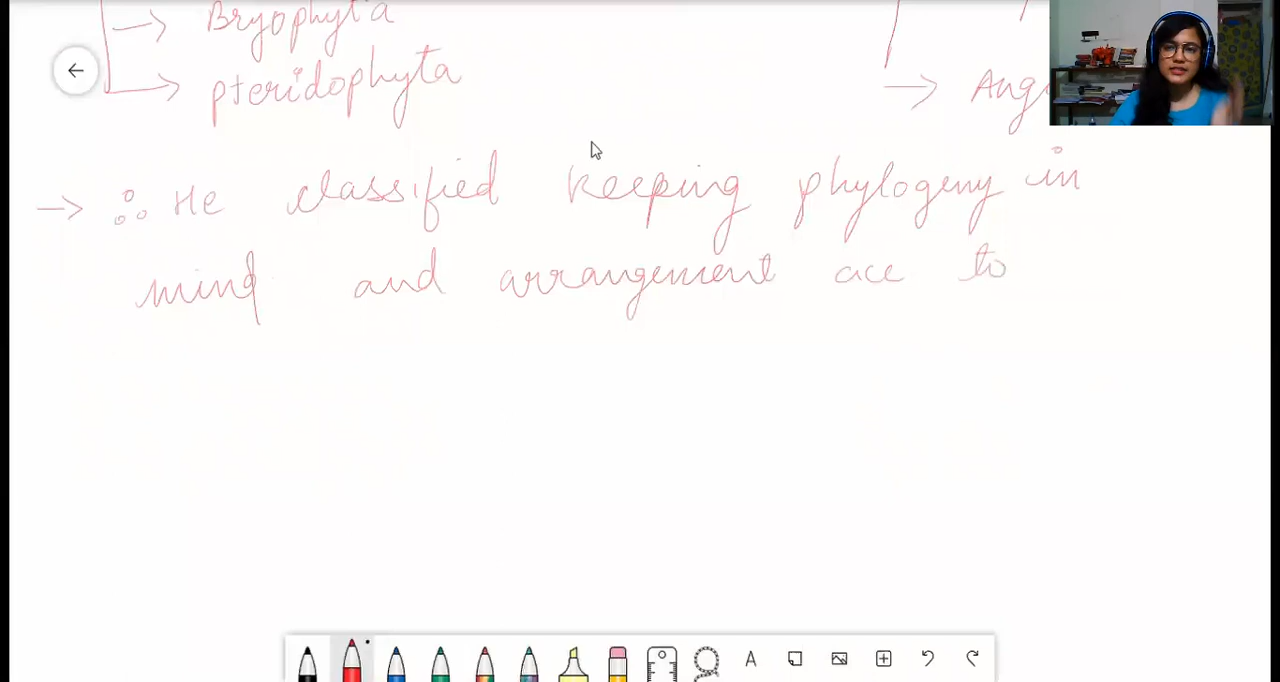 → Bryophyta
→ pteridophyta
→ Ang
→ ∴ He classified keeping phylogeny in
mind and arrangement acc to
A